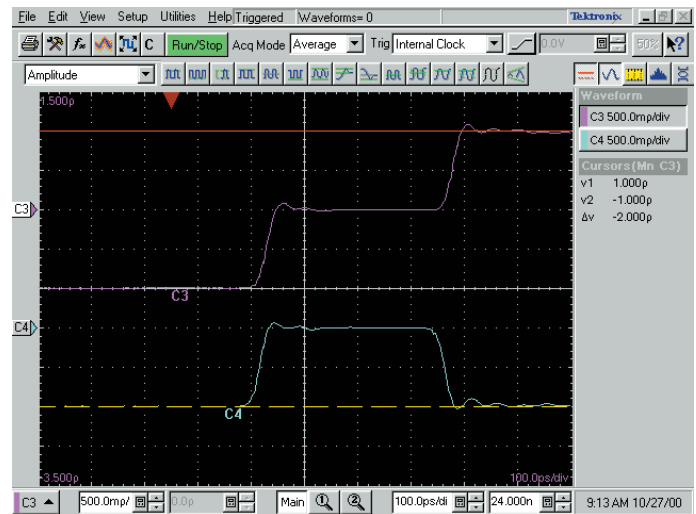 File Edit View Setup Utilities Help Triggered Waveforms= 0 Tektronix
C Run/Stop Acq Mode Average Trig Internal Clock 0.0V 50%
Amplitude
1.500ρ
Waveform
C3 500.0mρ/div
C4 500.0mρ/div
Cursors(Mn C3)
v1 1.000ρ
v2 -1.000ρ
Δv -2.000ρ
C3
C3
C4
C4
-3.500ρ 100.0ps/div
C3 500.0mρ/ 0.0ρ Main 1 2 100.0ps/di 24.000n 9:13 AM 10/27/00